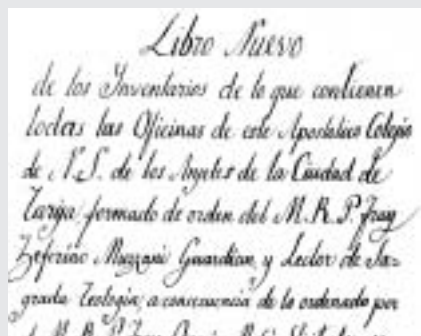 Libro Nuevo
de los Inventarios de lo que contienen
todas las Oficinas de este Apostolico Colegio
de N. S. de los Angeles de la Ciudad de
Tarija formado de orden del M. R. P. Fray
Zeferino Muzzani Guardian, y Lector de Sa=
grada Teologia, a consecuencia de lo ordenado por
M. R. P. Fray